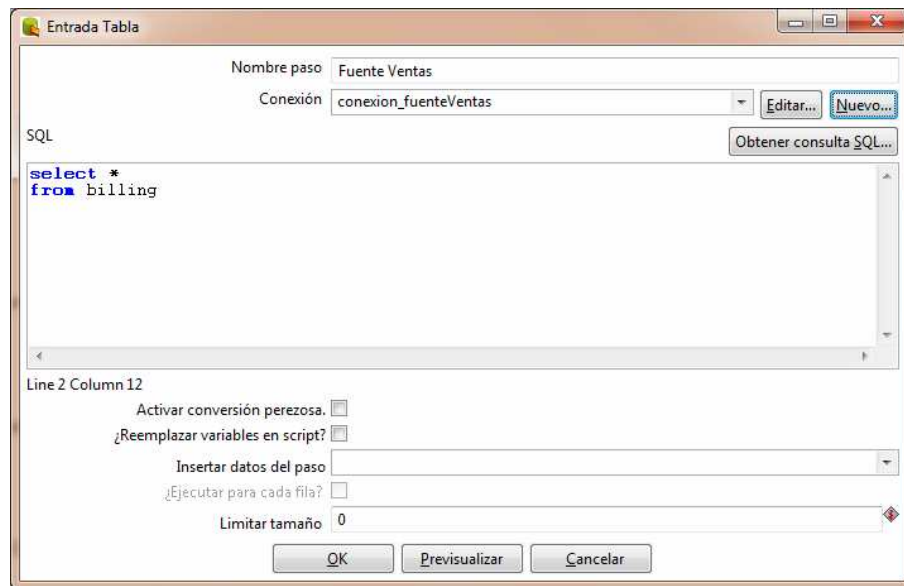 Entrada Tabla
Nombre paso Fuente Ventas
Conexión conexion_fuenteVentas Editar... Nuevo...
SQL Obtener consulta SQL...
select *
from billing
Line 2 Column 12
Activar conversión perezosa.
¿Reemplazar variables en script?
Insertar datos del paso
¿Ejecutar para cada fila?
Limitar tamaño 0
OK Previsualizar Cancelar